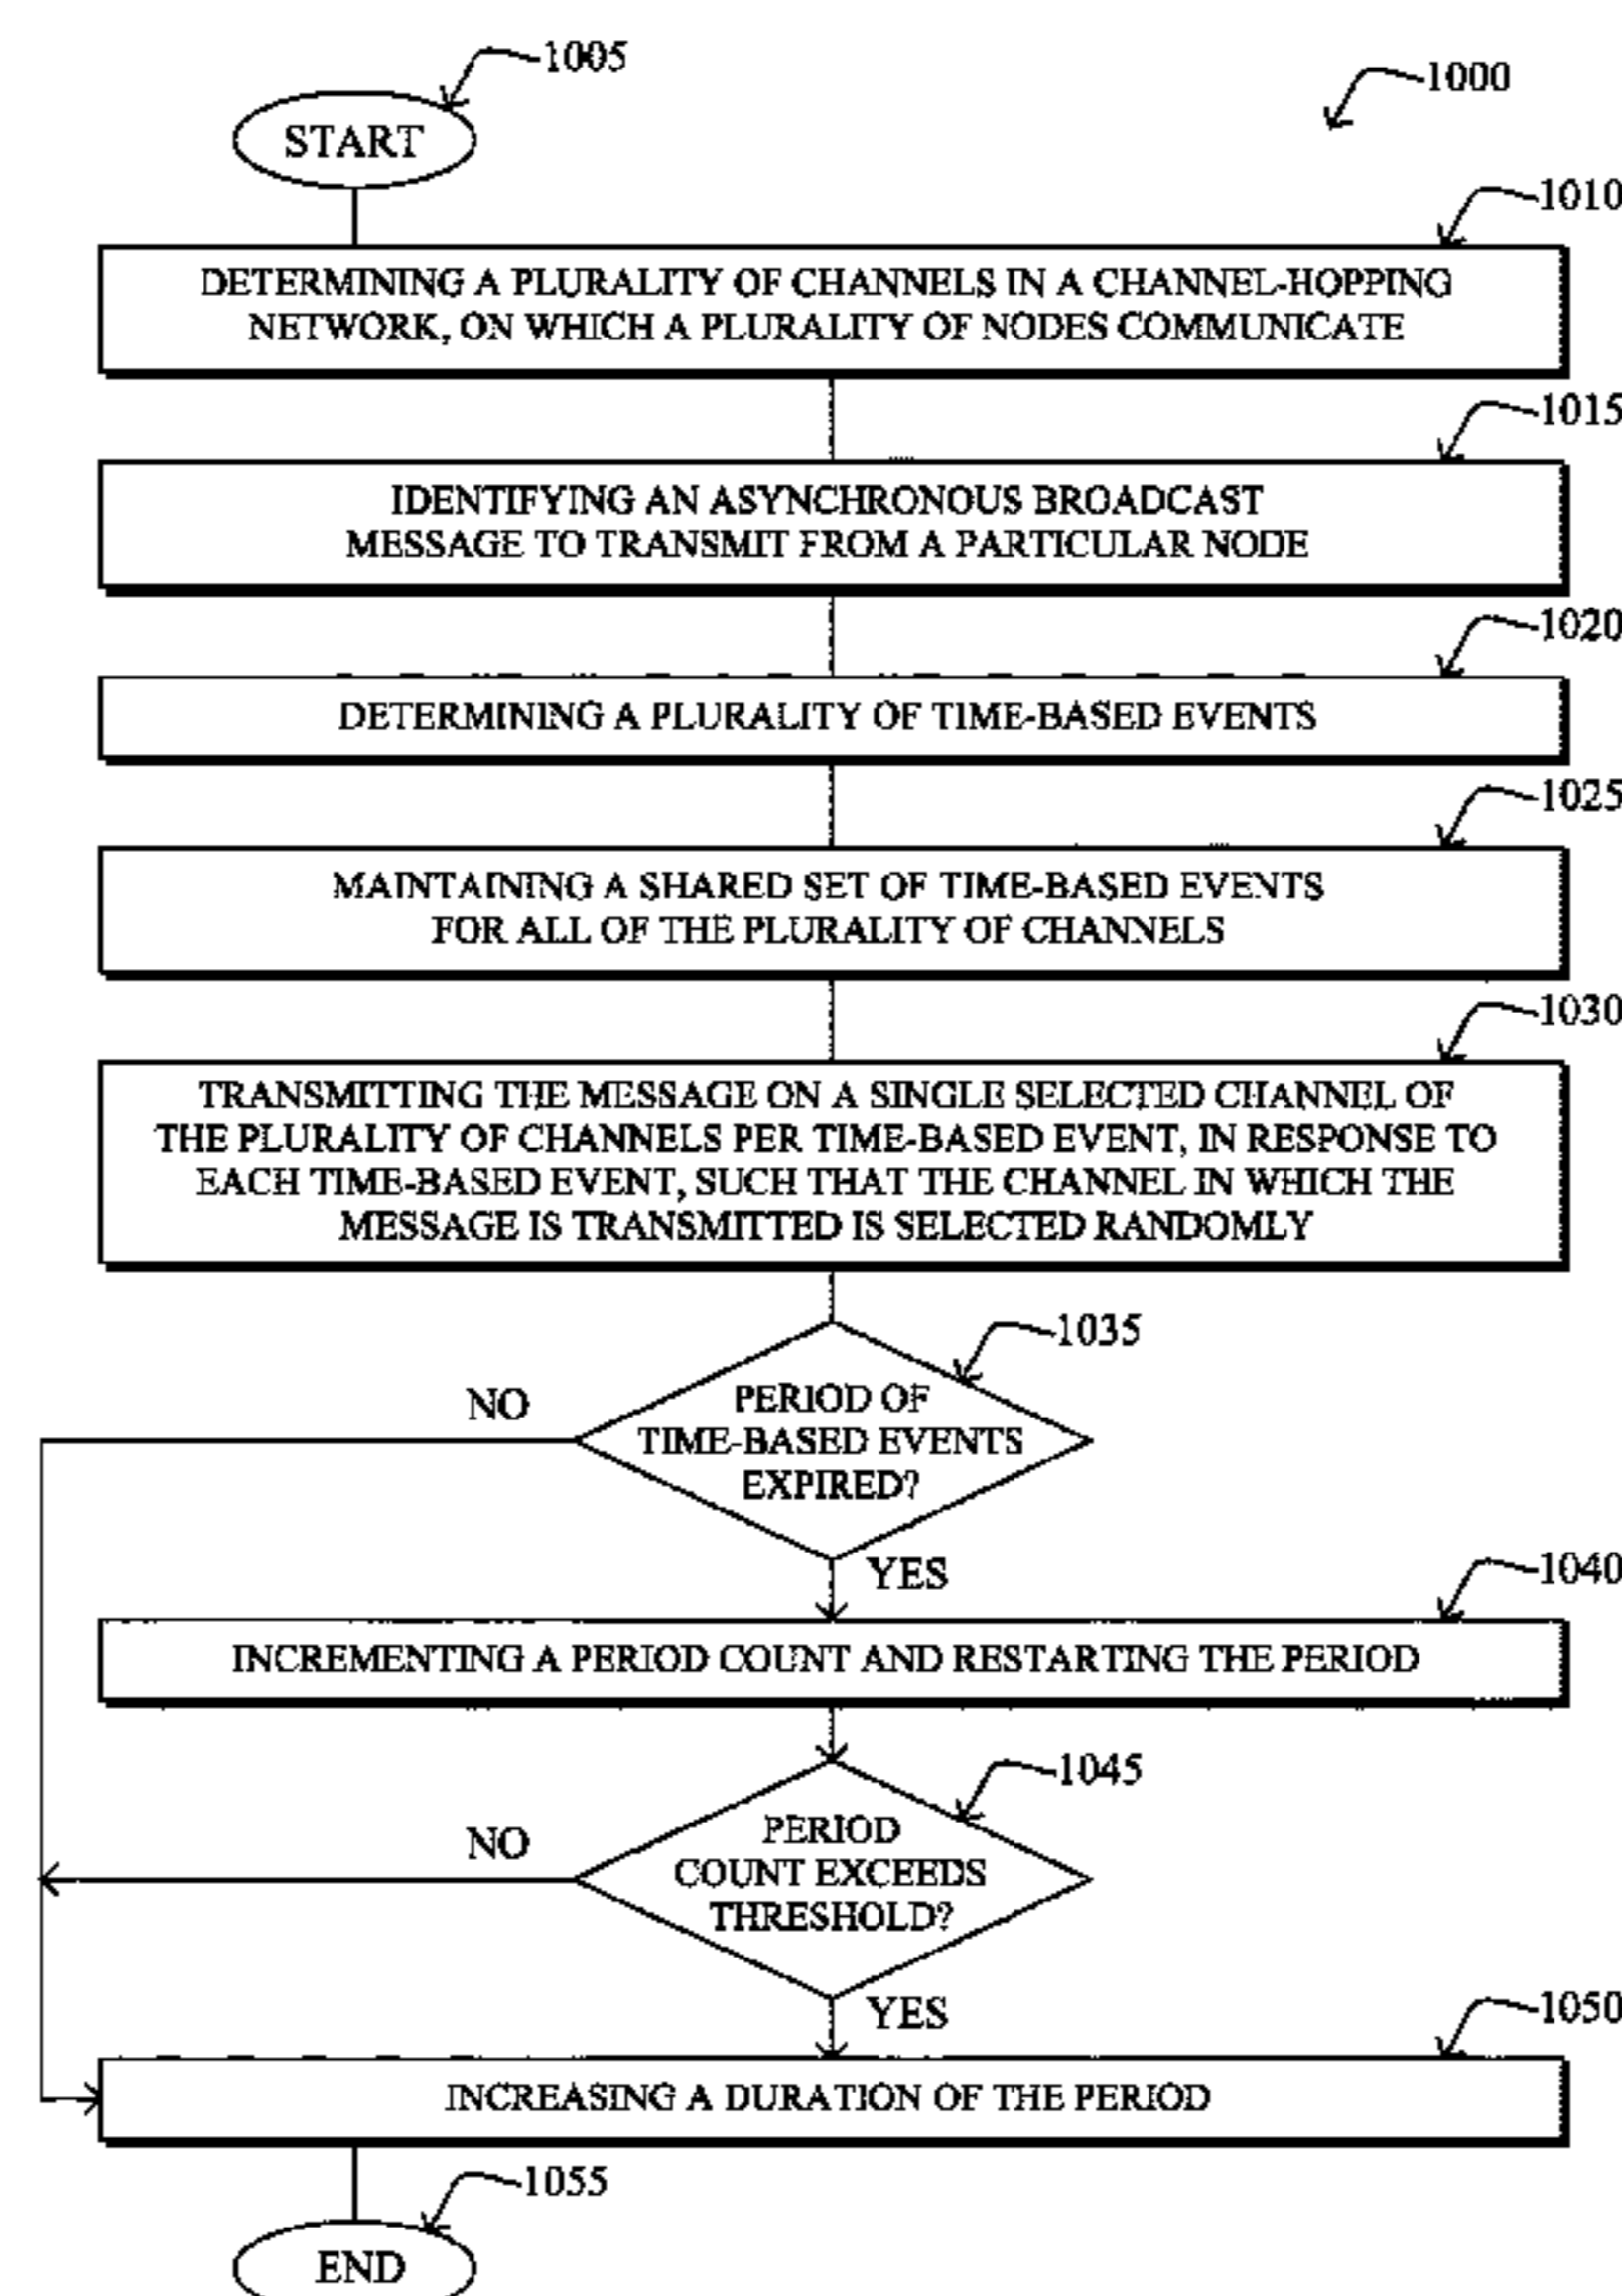 1005
START
1000
1010
DETERMINING A PLURALITY OF CHANNELS IN A CHANNEL-HOPPING
NETWORK, ON WHICH A PLURALITY OF NODES COMMUNICATE
1015
IDENTIFYING AN ASYNCHRONOUS BROADCAST
MESSAGE TO TRANSMIT FROM A PARTICULAR NODE
1020
DETERMINING A PLURALITY OF TIME-BASED EVENTS
1025
MAINTAINING A SHARED SET OF TIME-BASED EVENTS
FOR ALL OF THE PLURALITY OF CHANNELS
1030
TRANSMITTING THE MESSAGE ON A SINGLE SELECTED CHANNEL OF
THE PLURALITY OF CHANNELS PER TIME-BASED EVENT, IN RESPONSE TO
EACH TIME-BASED EVENT, SUCH THAT THE CHANNEL IN WHICH THE
MESSAGE IS TRANSMITTED IS SELECTED RANDOMLY
1035
NO
PERIOD OF
TIME-BASED EVENTS
EXPIRED?
YES
1040
INCREMENTING A PERIOD COUNT AND RESTARTING THE PERIOD
1045
NO
PERIOD
COUNT EXCEEDS
THRESHOLD?
YES
1050
INCREASING A DURATION OF THE PERIOD
1055
END